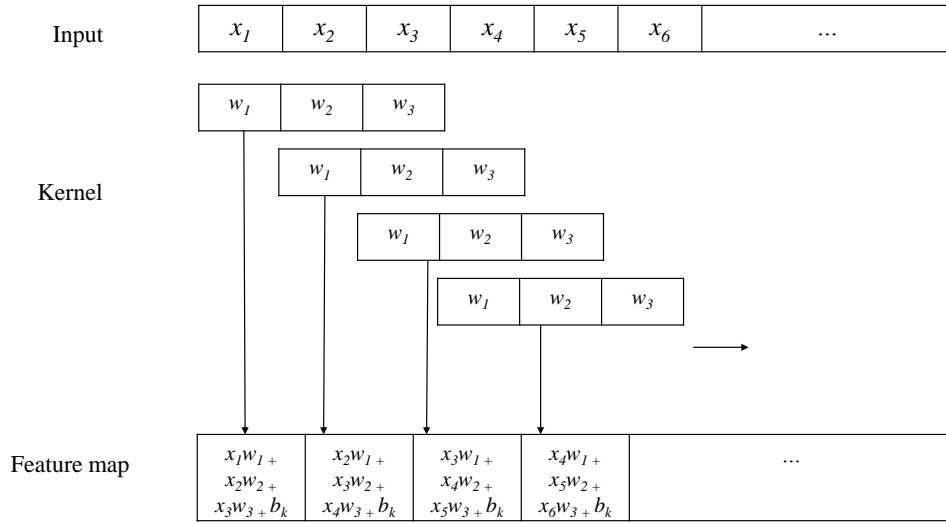 Input x₁ x₂ x₃ x₄ x₅ x₆ ...
w₁ w₂ w₃
Kernel
w₁ w₂ w₃
w₁ w₂ w₃
w₁ w₂ w₃
Feature map
x₁w₁ + x₂w₁ + x₃w₁ + x₄w₁ + ...
x₂w₂ + x₃w₂ + x₄w₂ + x₅w₂ +
x₃w₃ + bₖ x₄w₃ + bₖ x₅w₃ + bₖ x₆w₃ + bₖ